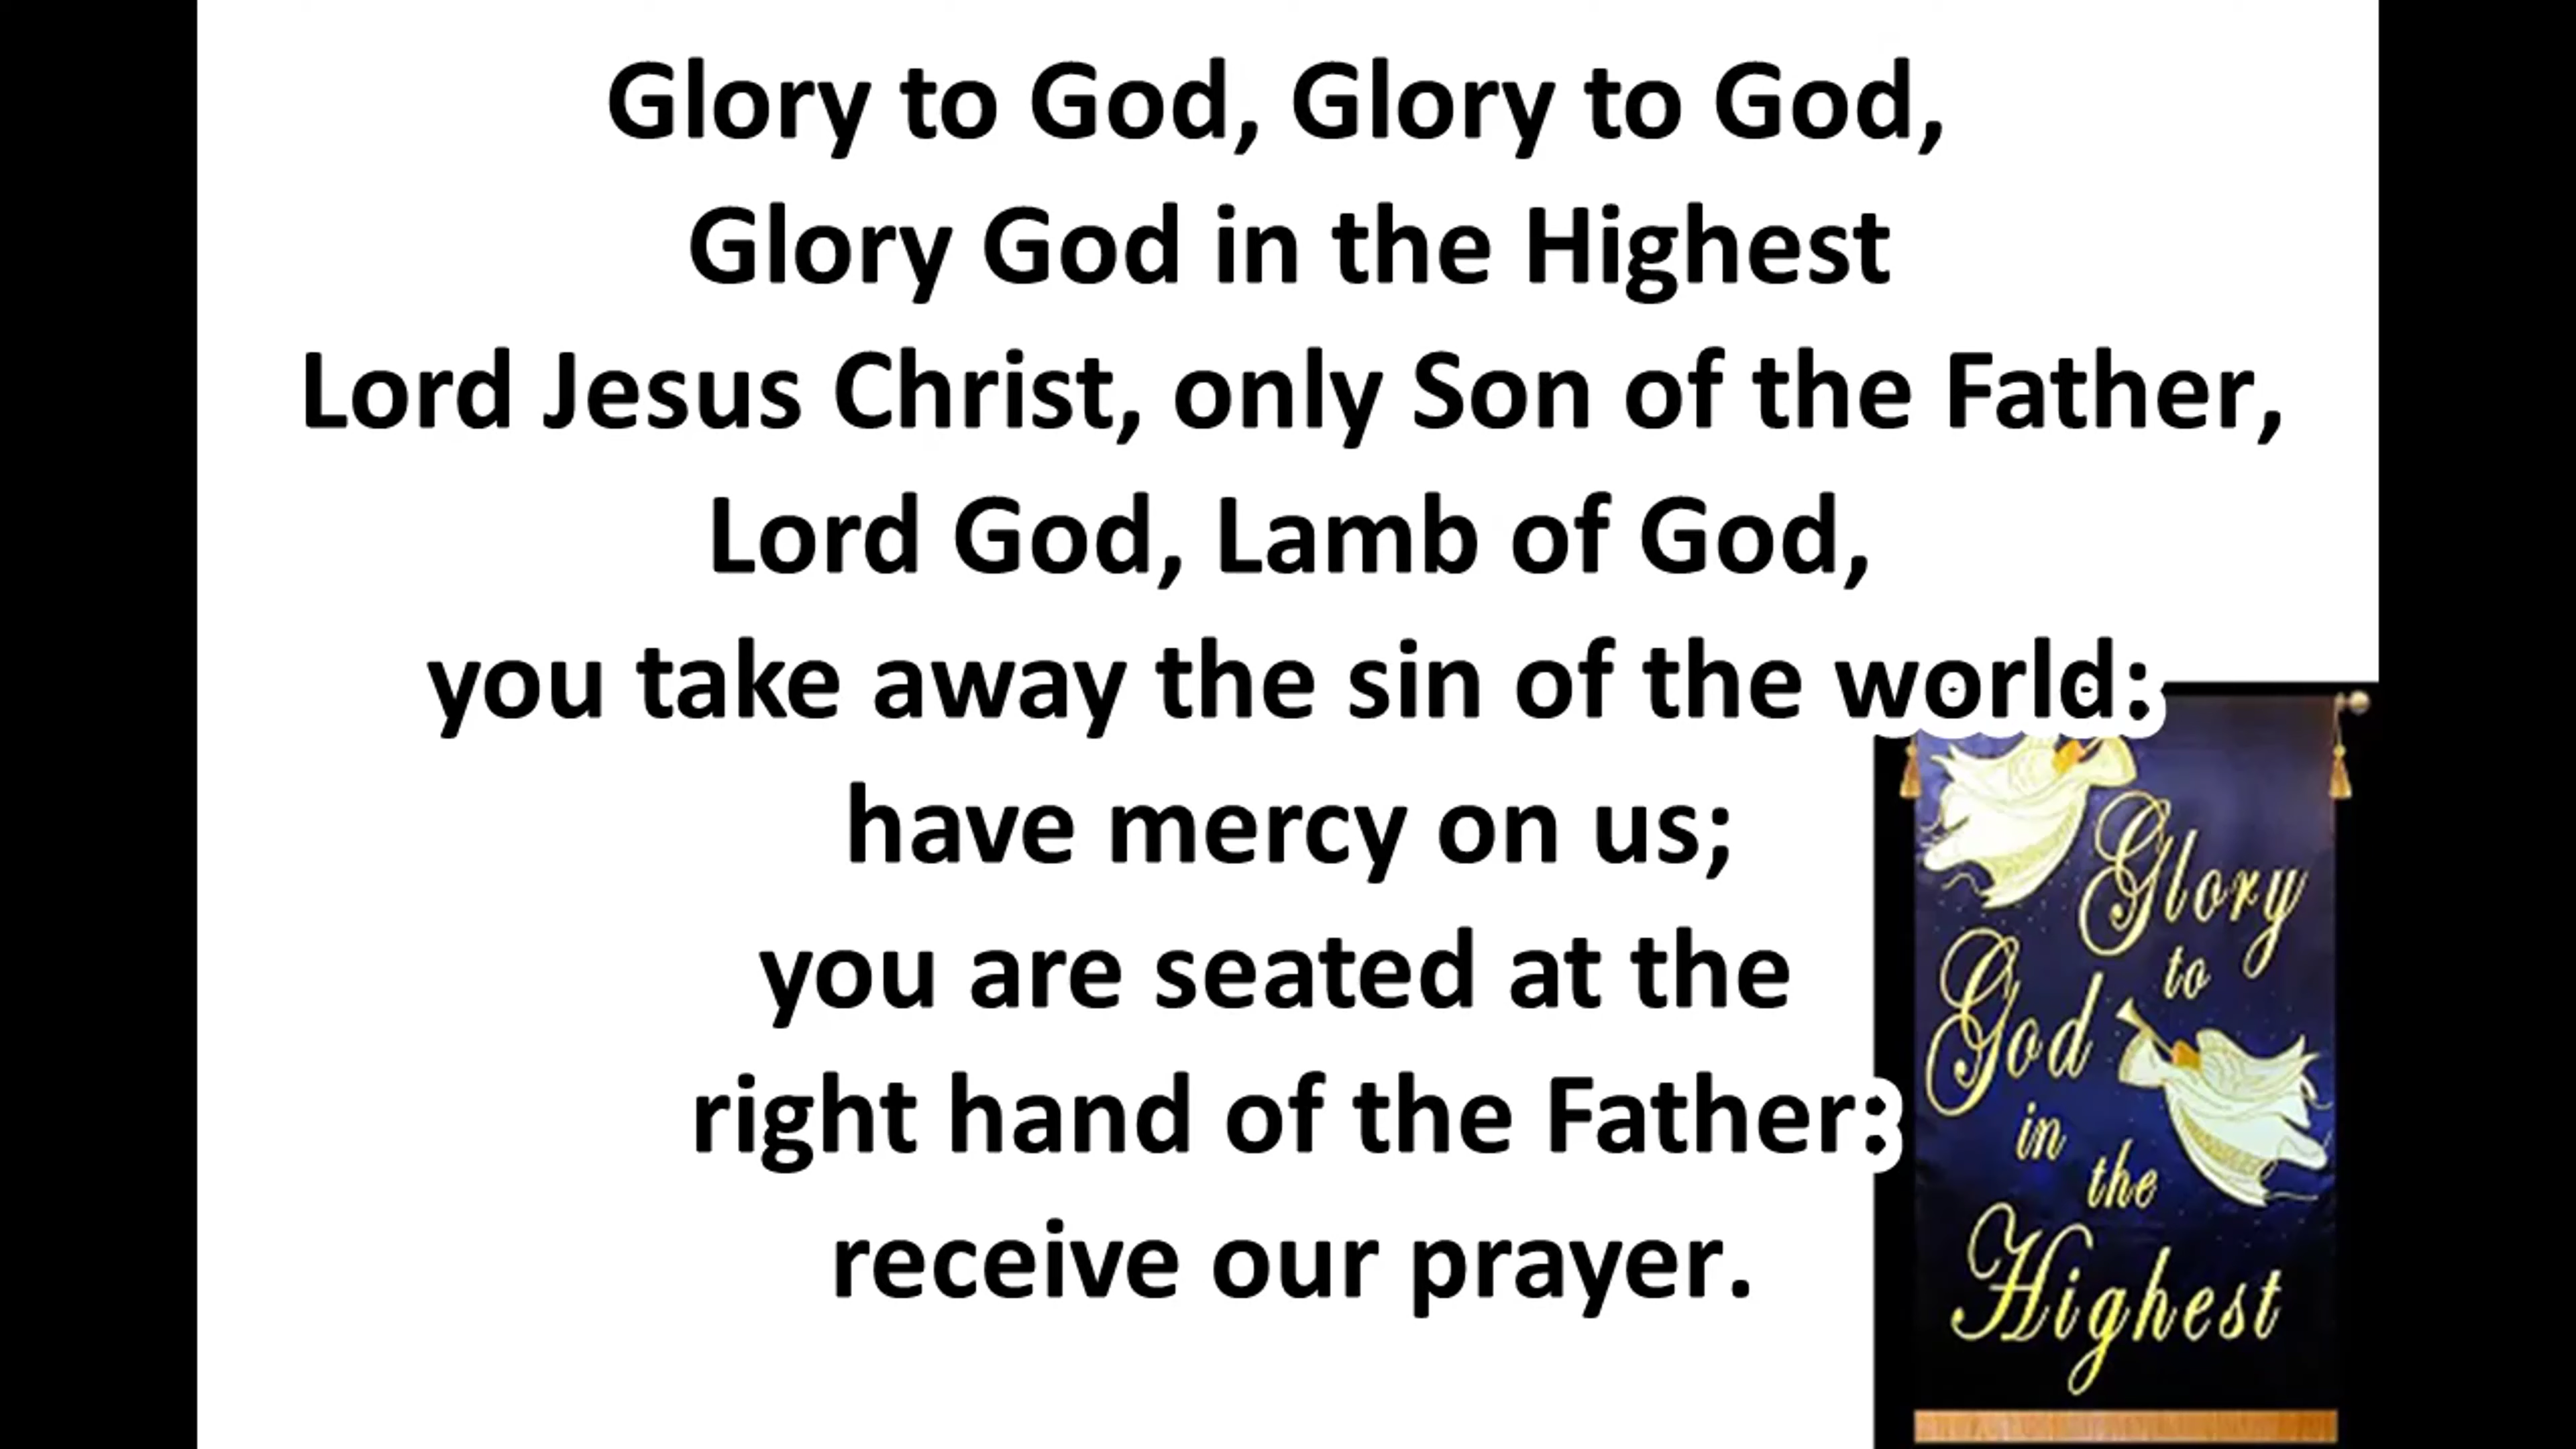 Glory to God, Glory to God,
Glory God in the Highest
Lord Jesus Christ, only Son of the Father,
Lord God, Lamb of God,
you take away the sin of the world:
have mercy on us;
you are seated at the
right hand of the Father:
receive our prayer.
Glory
to
God
in
the
Highest